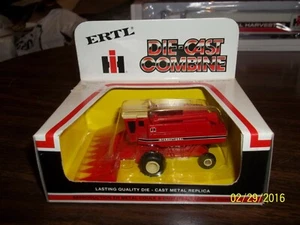 ERTL
DIE-CAST
IH COMBINE
LASTING QUALITY DIE - CAST METAL REPLICA
02/29/2016